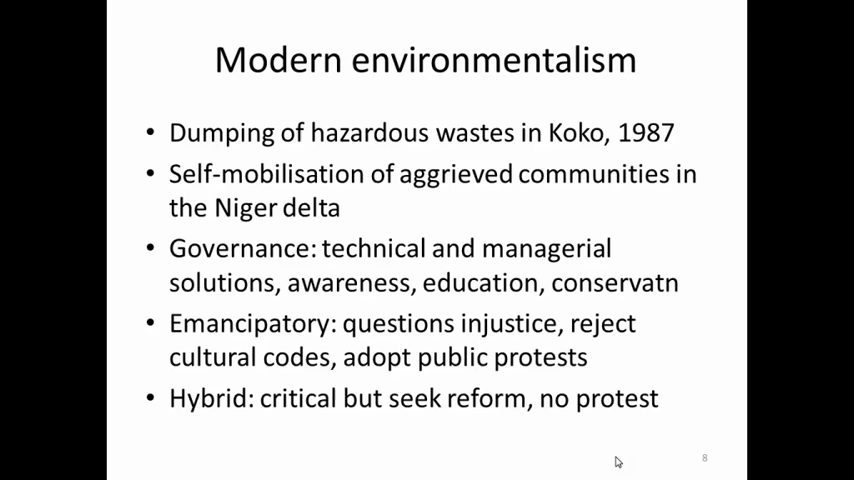 Modern environmentalism
• Dumping of hazardous wastes in Koko, 1987
• Self-mobilisation of aggrieved communities in
the Niger delta
• Governance: technical and managerial
solutions, awareness, education, conservatn
• Emancipatory: questions injustice, reject
cultural codes, adopt public protests
• Hybrid: critical but seek reform, no protest
8